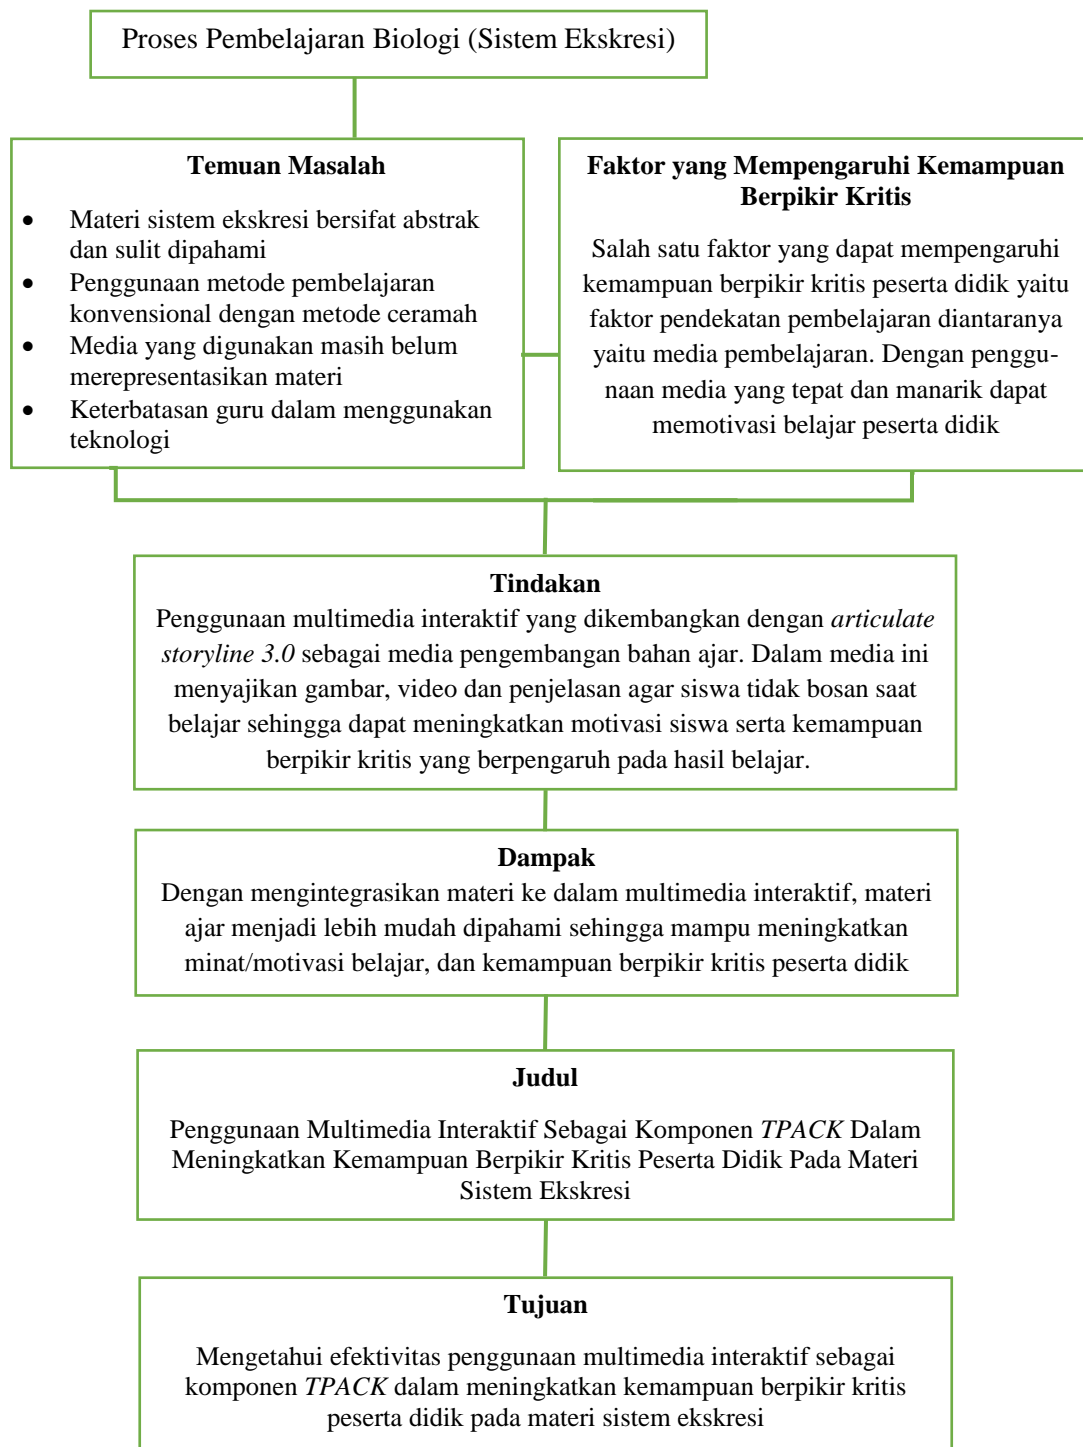 Proses Pembelajaran Biologi (Sistem Ekskresi)
Temuan Masalah
• Materi sistem ekskresi bersifat abstrak
dan sulit dipahami
• Penggunaan metode pembelajaran
konvensional dengan metode ceramah
• Media yang digunakan masih belum
merepresentasikan materi
• Keterbatasan guru dalam menggunakan
teknologi
Faktor yang Mempengaruhi Kemampuan
Berpikir Kritis
Salah satu faktor yang dapat mempengaruhi
kemampuan berpikir kritis peserta didik yaitu
faktor pendekatan pembelajaran diantaranya
yaitu media pembelajaran. Dengan penggu-
naan media yang tepat dan manarik dapat
memotivasi belajar peserta didik
Tindakan
Penggunaan multimedia interaktif yang dikembangkan dengan articulate
storyline 3.0 sebagai media pengembangan bahan ajar. Dalam media ini
menyajikan gambar, video dan penjelasan agar siswa tidak bosan saat
belajar sehingga dapat meningkatkan motivasi siswa serta kemampuan
berpikir kritis yang berpengaruh pada hasil belajar.
Dampak
Dengan mengintegrasikan materi ke dalam multimedia interaktif, materi
ajar menjadi lebih mudah dipahami sehingga mampu meningkatkan
minat/motivasi belajar, dan kemampuan berpikir kritis peserta didik
Judul
Penggunaan Multimedia Interaktif Sebagai Komponen TPACK Dalam
Meningkatkan Kemampuan Berpikir Kritis Peserta Didik Pada Materi
Sistem Ekskresi
Tujuan
Mengetahui efektivitas penggunaan multimedia interaktif sebagai
komponen TPACK dalam meningkatkan kemampuan berpikir kritis
peserta didik pada materi sistem ekskresi